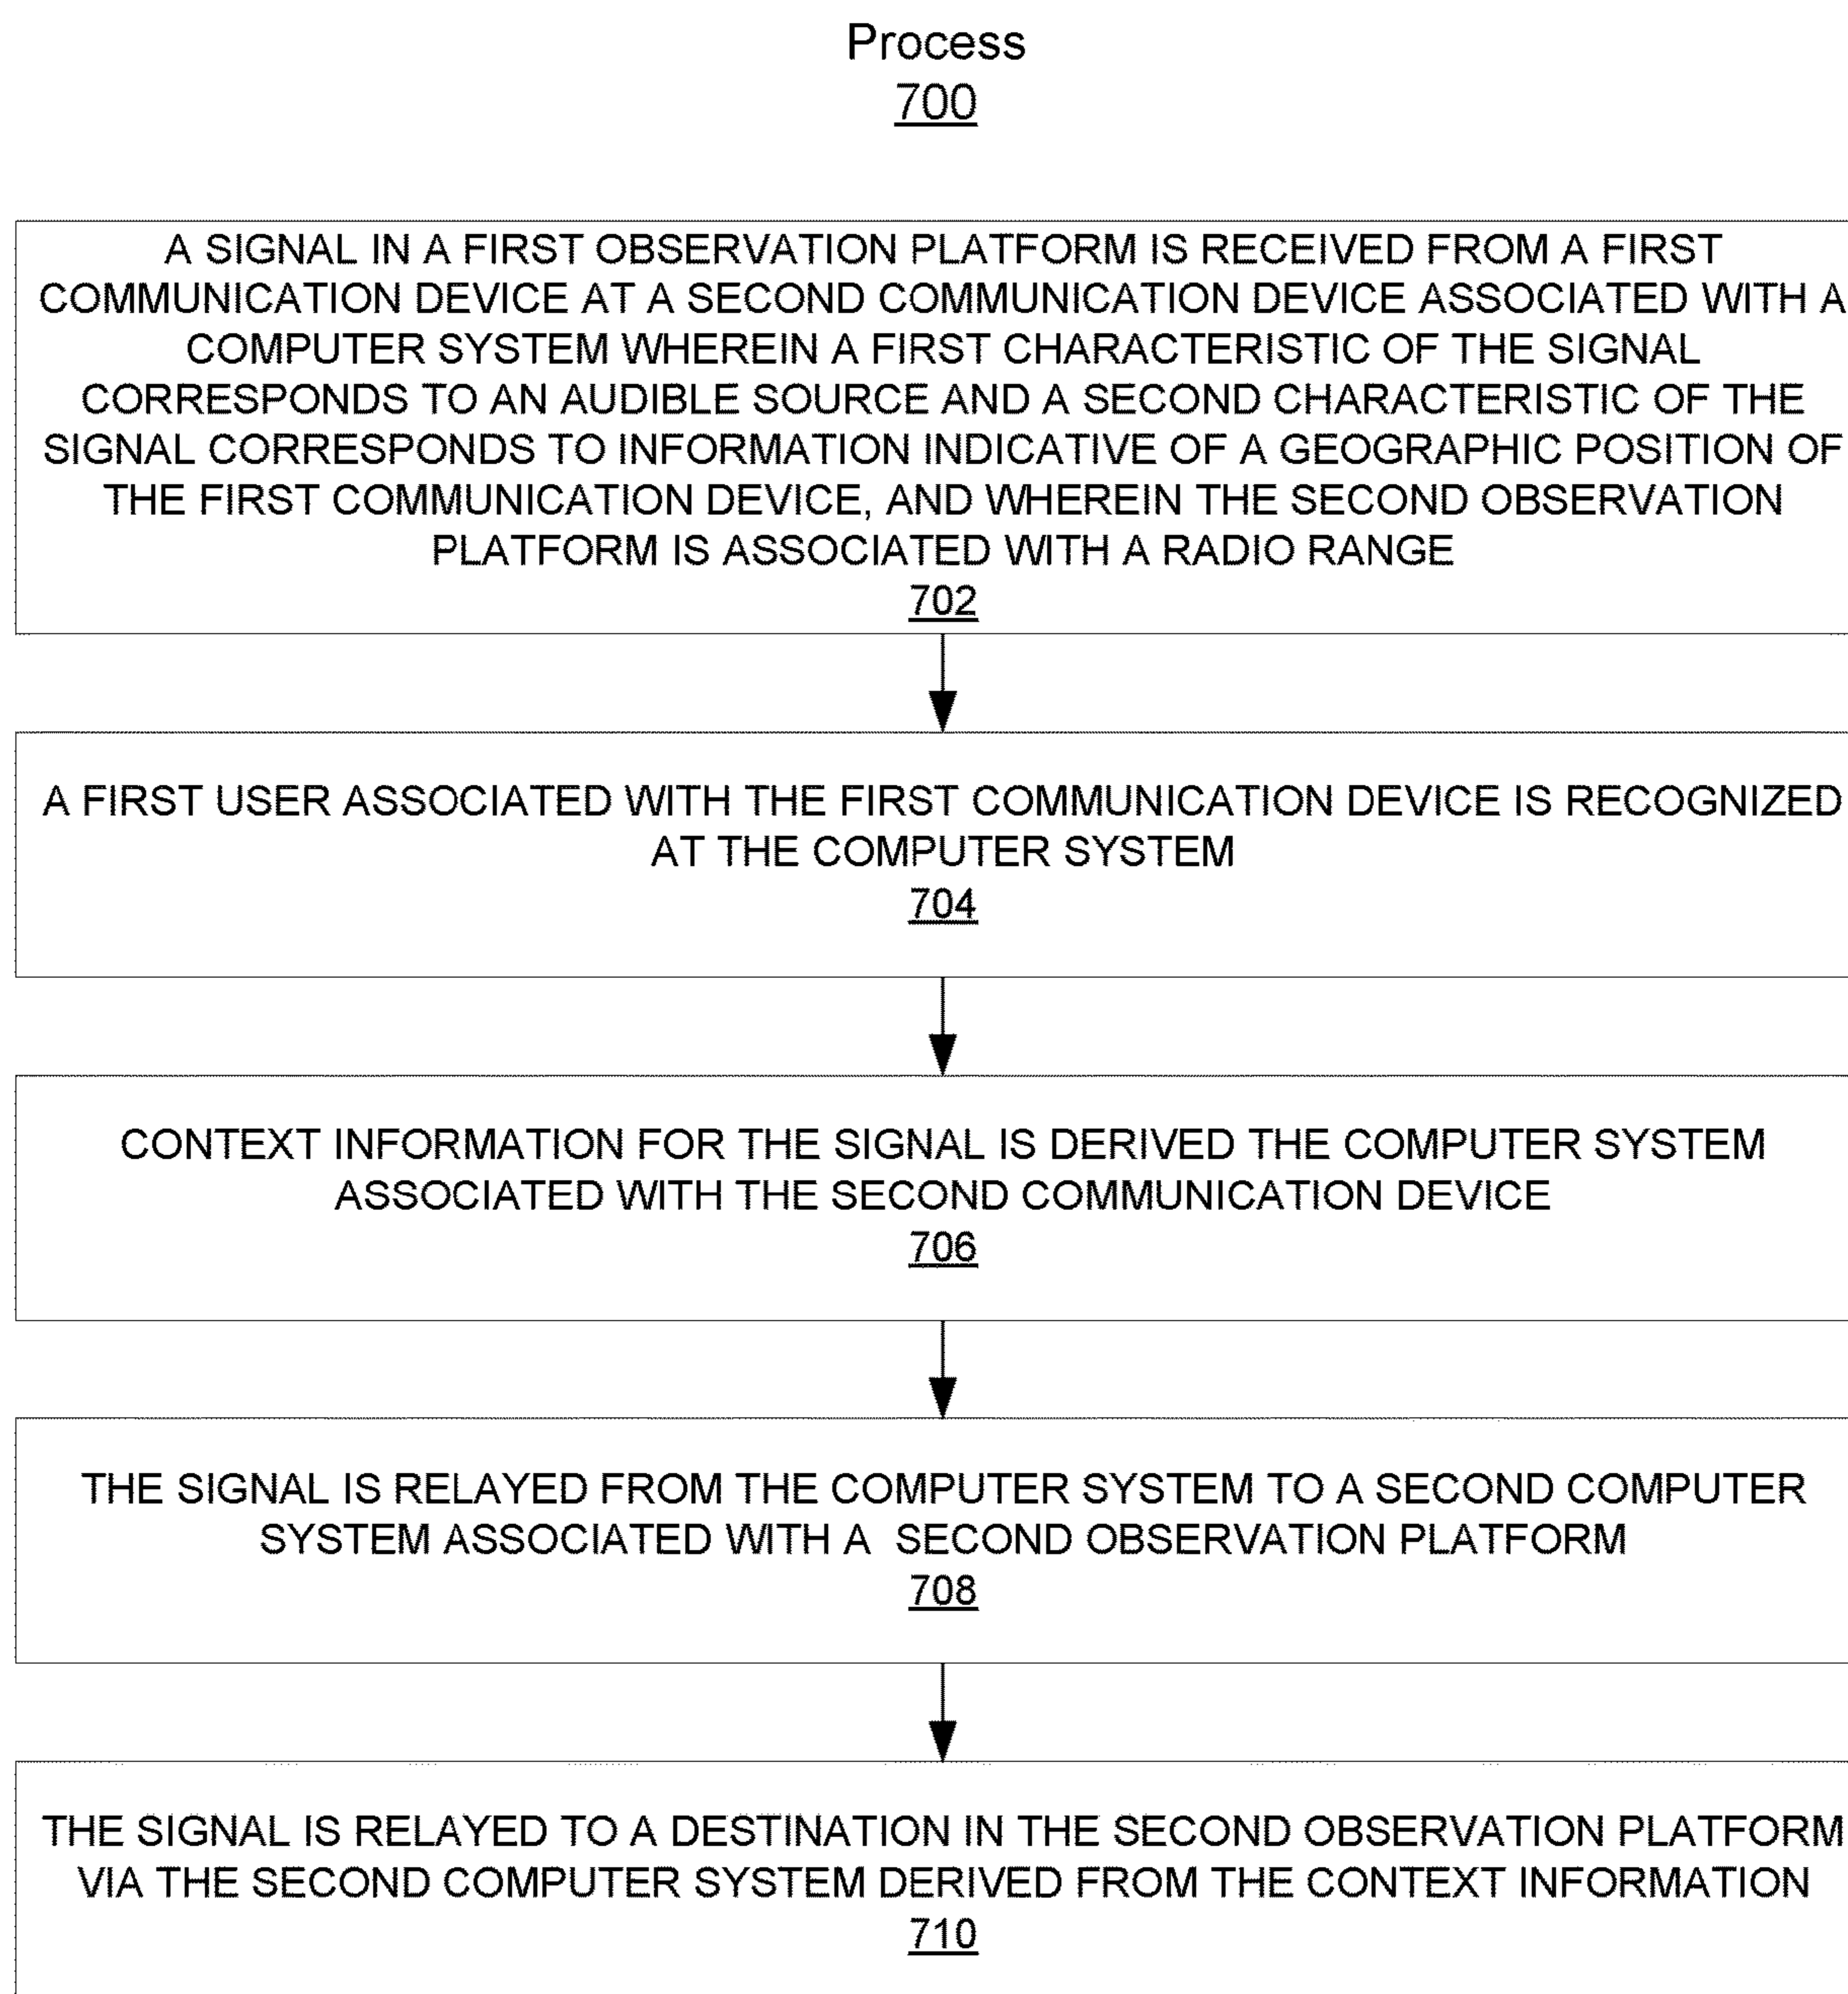 Process
700
A SIGNAL IN A FIRST OBSERVATION PLATFORM IS RECEIVED FROM A FIRST
COMMUNICATION DEVICE AT A SECOND COMMUNICATION DEVICE ASSOCIATED WITH A
COMPUTER SYSTEM WHEREIN A FIRST CHARACTERISTIC OF THE SIGNAL
CORRESPONDS TO AN AUDIBLE SOURCE AND A SECOND CHARACTERISTIC OF THE
SIGNAL CORRESPONDS TO INFORMATION INDICATIVE OF A GEOGRAPHIC POSITION OF
THE FIRST COMMUNICATION DEVICE, AND WHEREIN THE SECOND OBSERVATION
PLATFORM IS ASSOCIATED WITH A RADIO RANGE
702
A FIRST USER ASSOCIATED WITH THE FIRST COMMUNICATION DEVICE IS RECOGNIZED
AT THE COMPUTER SYSTEM
704
CONTEXT INFORMATION FOR THE SIGNAL IS DERIVED THE COMPUTER SYSTEM
ASSOCIATED WITH THE SECOND COMMUNICATION DEVICE
706
THE SIGNAL IS RELAYED FROM THE COMPUTER SYSTEM TO A SECOND COMPUTER
SYSTEM ASSOCIATED WITH A SECOND OBSERVATION PLATFORM
708
THE SIGNAL IS RELAYED TO A DESTINATION IN THE SECOND OBSERVATION PLATFORM
VIA THE SECOND COMPUTER SYSTEM DERIVED FROM THE CONTEXT INFORMATION
710